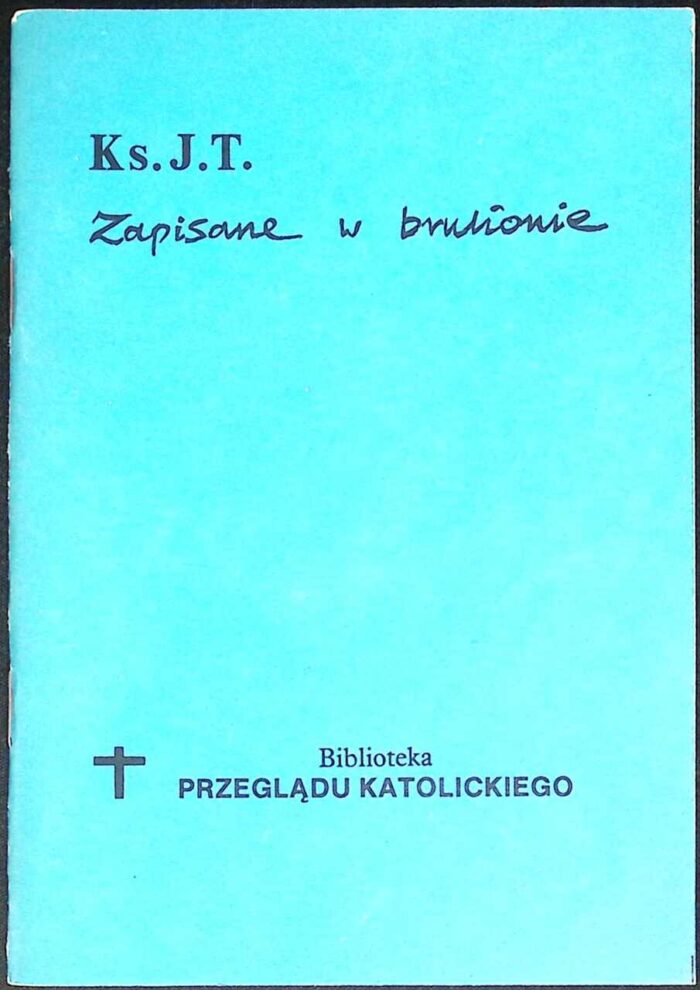 Ks. J.T.
Zapisane w brulionie
Biblioteka
PRZEGLĄDU KATOLICKIEGO